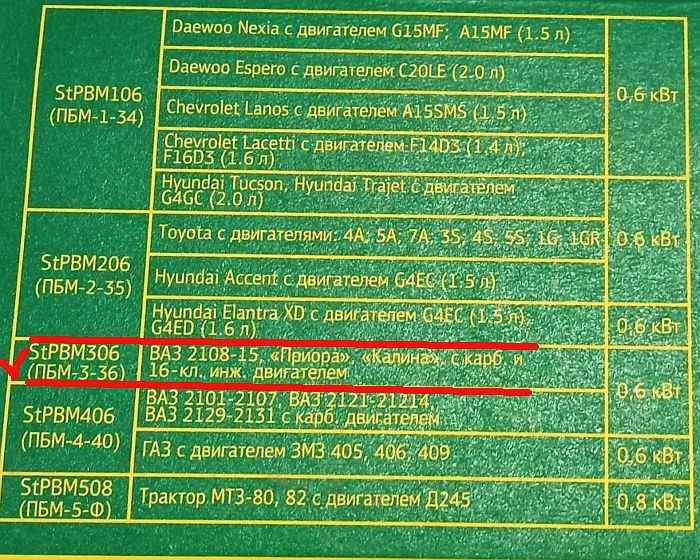 Daewoo Nexia с двигателем G15MF; A15MF (1.5 л)
StPBM106
(ПБМ-1-34)
Daewoo Espero с двигателем C20LE (2.0 л)
0,6 кВт
Chevrolet Lanos с двигателем A15SMS (1.5 л)
Chevrolet Lacetti с двигателем F14D3 (1.4 л);
F16D3 (1.6 л)
Hyundai Tucson, Hyundai Trajet с двигателем
G4GC (2.0 л)
StPBM206
(ПБМ-2-35)
Toyota с двигателями: 4A; 5A; 7A; 3S; 4S; 5S; 1G; 1GR
0,6 кВт
Hyundai Accent с двигателем G4EC (1.5 л)
Hyundai Elantra XD с двигателем G4EC (1.5 л);
G4ED (1.6 л)
0,6 кВт
StPBM306
(ПБМ-3-36)
ВАЗ 2108-15, «Приора», «Калина», с карб. и
16-кл. инж. двигателем
0,6 кВт
StPBM406
(ПБМ-4-40)
ВАЗ 2101-2107, ВАЗ 2121-21214,
ВАЗ 2129-2131 с карб. двигателем
ГАЗ с двигателем ЗМЗ 405, 406, 409
0,6 кВт
StPBM508
(ПБМ-5-Ф)
Трактор МТЗ-80, 82 с двигателем Д245
0,8 кВт